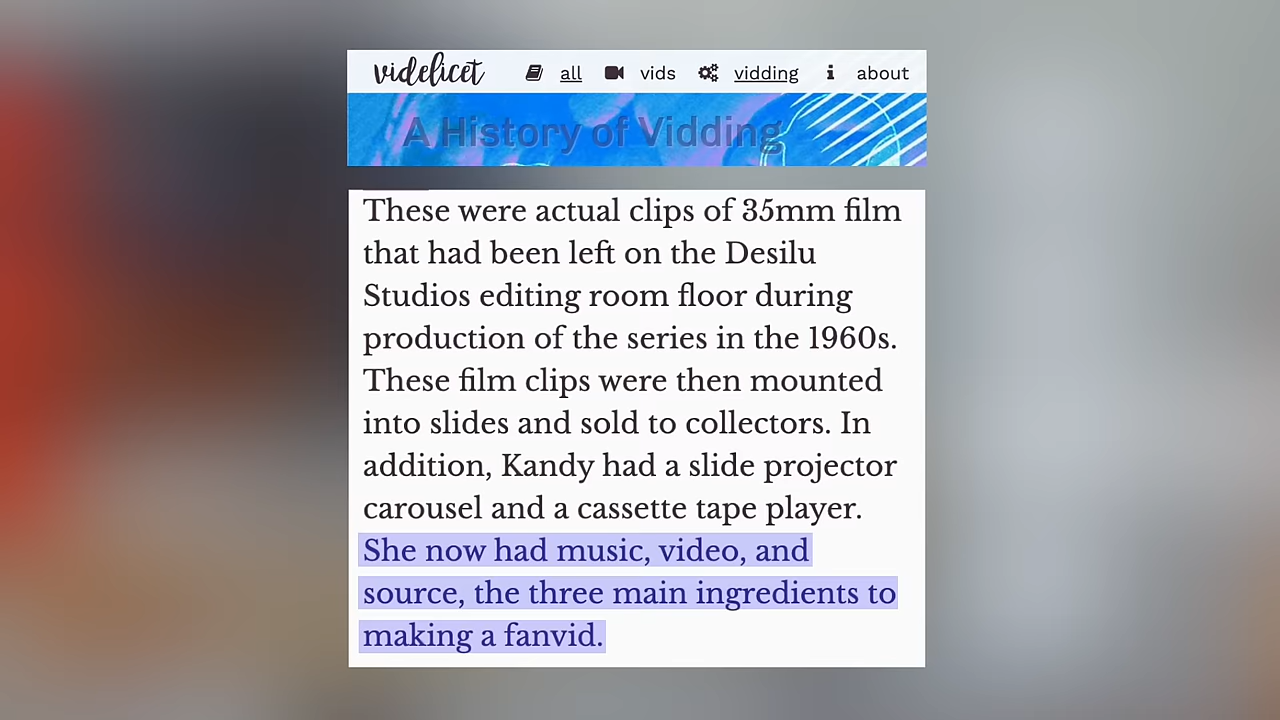 videlicet all vids vidding about
A History of Vidding
These were actual clips of 35mm film
that had been left on the Desilu
Studios editing room floor during
production of the series in the 1960s.
These film clips were then mounted
into slides and sold to collectors. In
addition, Kandy had a slide projector
carousel and a cassette tape player.
She now had music, video, and
source, the three main ingredients to
making a fanvid.